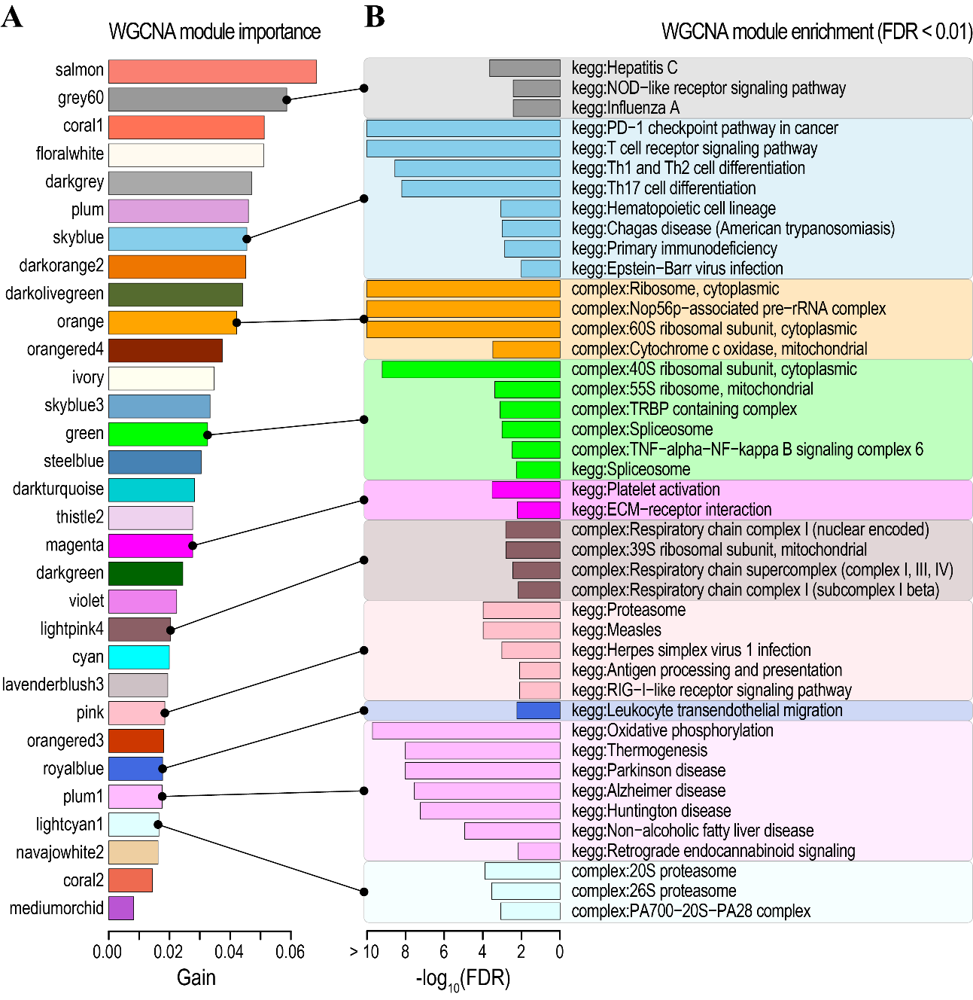 A
WGCNA module importance
salmon
grey60
coral1
floralwhite
darkgrey
plum
skyblue
darkorange2
darkolivegreen
orange
orangered4
ivory
skyblue3
green
steelblue
darkturquoise
thistle2
magenta
darkgreen
violet
lightpink4
cyan
lavenderblush3
pink
orangered3
royalblue
plum1
lightcyan1
navajowhite2
coral2
mediumorchid
0.00 0.02 0.04 0.06
Gain
B
WGCNA module enrichment (FDR < 0.01)
kegg:Hepatitis C
kegg:NOD−like receptor signaling pathway
kegg:Influenza A
kegg:PD−1 checkpoint pathway in cancer
kegg:T cell receptor signaling pathway
kegg:Th1 and Th2 cell differentiation
kegg:Th17 cell differentiation
kegg:Hematopoietic cell lineage
kegg:Chagas disease (American trypanosomiasis)
kegg:Primary immunodeficiency
kegg:Epstein−Barr virus infection
complex:Ribosome, cytoplasmic
complex:Nop56p−associated pre−rRNA complex
complex:60S ribosomal subunit, cytoplasmic
complex:Cytochrome c oxidase, mitochondrial
complex:40S ribosomal subunit, cytoplasmic
complex:55S ribosome, mitochondrial
complex:TRBP containing complex
complex:Spliceosome
complex:TNF−alpha−NF−kappa B signaling complex 6
kegg:Spliceosome
kegg:Platelet activation
kegg:ECM−receptor interaction
complex:Respiratory chain complex I (nuclear encoded)
complex:39S ribosomal subunit, mitochondrial
complex:Respiratory chain supercomplex (complex I, III, IV)
complex:Respiratory chain complex I (subcomplex I beta)
kegg:Proteasome
kegg:Measles
kegg:Herpes simplex virus 1 infection
kegg:Antigen processing and presentation
kegg:RIG−I−like receptor signaling pathway
kegg:Leukocyte transendothelial migration
kegg:Oxidative phosphorylation
kegg:Thermogenesis
kegg:Parkinson disease
kegg:Alzheimer disease
kegg:Huntington disease
kegg:Non−alcoholic fatty liver disease
kegg:Retrograde endocannabinoid signaling
complex:20S proteasome
complex:26S proteasome
complex:PA700−20S−PA28 complex
> 10 8 6 4 2 0
-log10(FDR)